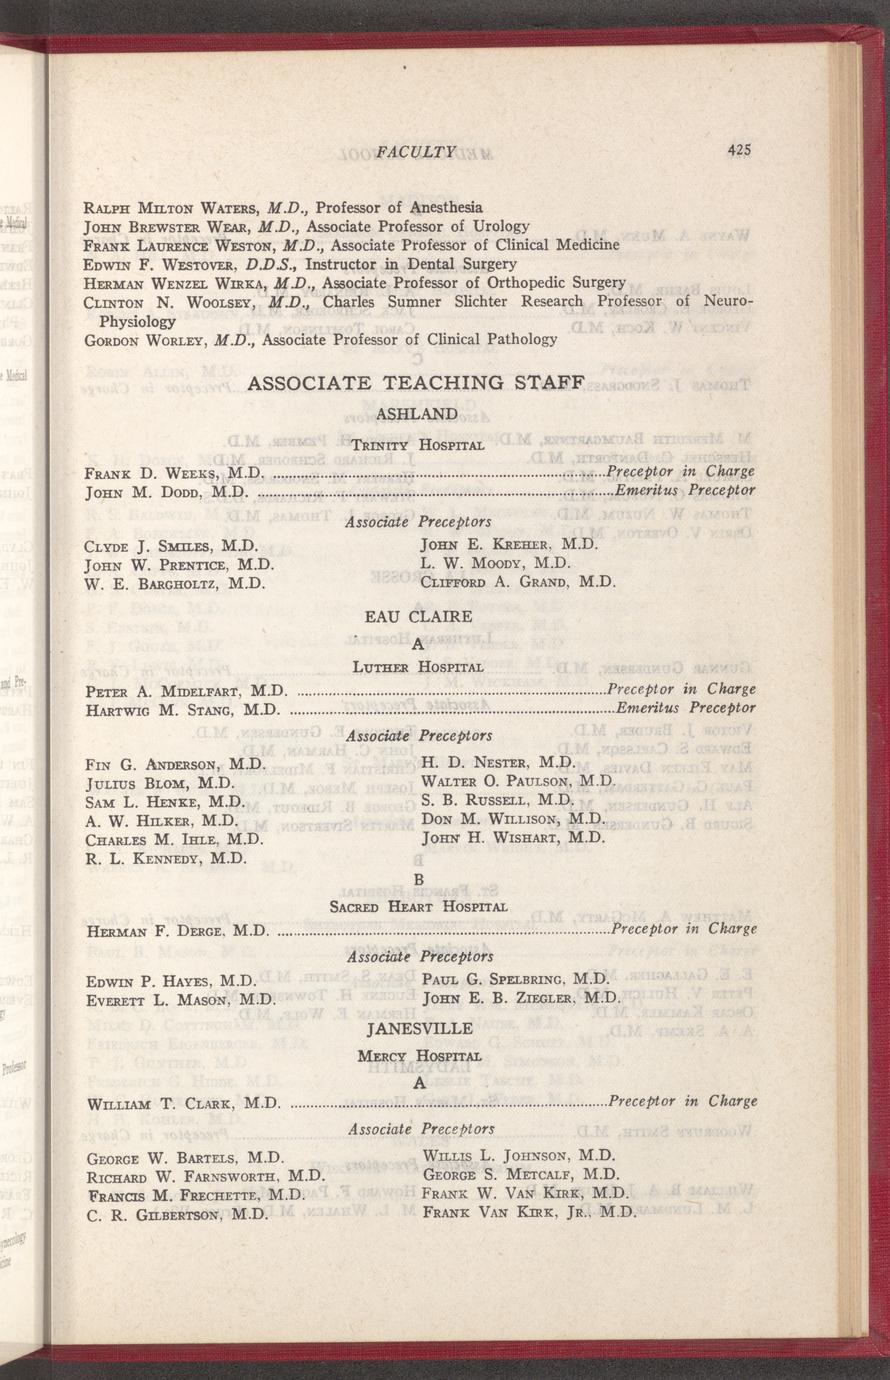 FACULTY 425
RALPH MILTON WATERS, M.D., Professor of Anesthesia
JOHN BREWSTER WEAR, M.D., Associate Professor of Urology
FRANK LAURENCE WESTON, M.D., Associate Professor of Clinical Medicine
EDWIN F. WESTOVER, D.D.S., Instructor in Dental Surgery
HERMAN WENZEL WIRKA, M.D., Associate Professor of Orthopedic Surgery
CLINTON N. WOOLSEY, M.D., Charles Sumner Slichter Research Professor of Neuro-
Physiology
GORDON WORLEY, M.D., Associate Professor of Clinical Pathology
ASSOCIATE TEACHING STAFF
ASHLAND
TRINITY HOSPITAL
FRANK D. WEEKS, M.D. ........ Preceptor in Charge
JOHN M. DODD, M.D. ........ Emeritus Preceptor
Associate Preceptors
CLYDE J. SMILES, M.D. JOHN E. KREHER, M.D.
JOHN W. PRENTICE, M.D. L. W. MOODY, M.D.
W. E. BARGHOLTZ, M.D. CLIFFORD A. GRAND, M.D.
EAU CLAIRE
A
LUTHER HOSPITAL
PETER A. MIDELFART, M.D. ........ Preceptor in Charge
HARTWIG M. STANG, M.D. ........ Emeritus Preceptor
Associate Preceptors
FIN G. ANDERSON, M.D. H. D. NESTER, M.D.
JULIUS BLOM, M.D. WALTER O. PAULSON, M.D.
SAM L. HENKE, M.D. S. B. RUSSELL, M.D.
A. W. HILKER, M.D. DON M. WILLISON, M.D.
CHARLES M. IHLE, M.D. JOHN H. WISHART, M.D.
R. L. KENNEDY, M.D.
B
SACRED HEART HOSPITAL
HERMAN F. DERGE, M.D. ........ Preceptor in Charge
Associate Preceptors
EDWIN P. HAYES, M.D. PAUL G. SPELBRING, M.D.
EVERETT L. MASON, M.D. JOHN E. B. ZIEGLER, M.D.
JANESVILLE
MERCY HOSPITAL
A
WILLIAM T. CLARK, M.D. ........ Preceptor in Charge
Associate Preceptors
GEORGE W. BARTELS, M.D. WILLIS L. JOHNSON, M.D.
RICHARD W. FARNSWORTH, M.D. GEORGE S. METCALF, M.D.
FRANCIS M. FRECHETTE, M.D. FRANK W. VAN KIRK, M.D.
C. R. GILBERTSON, M.D. FRANK VAN KIRK, JR., M.D.